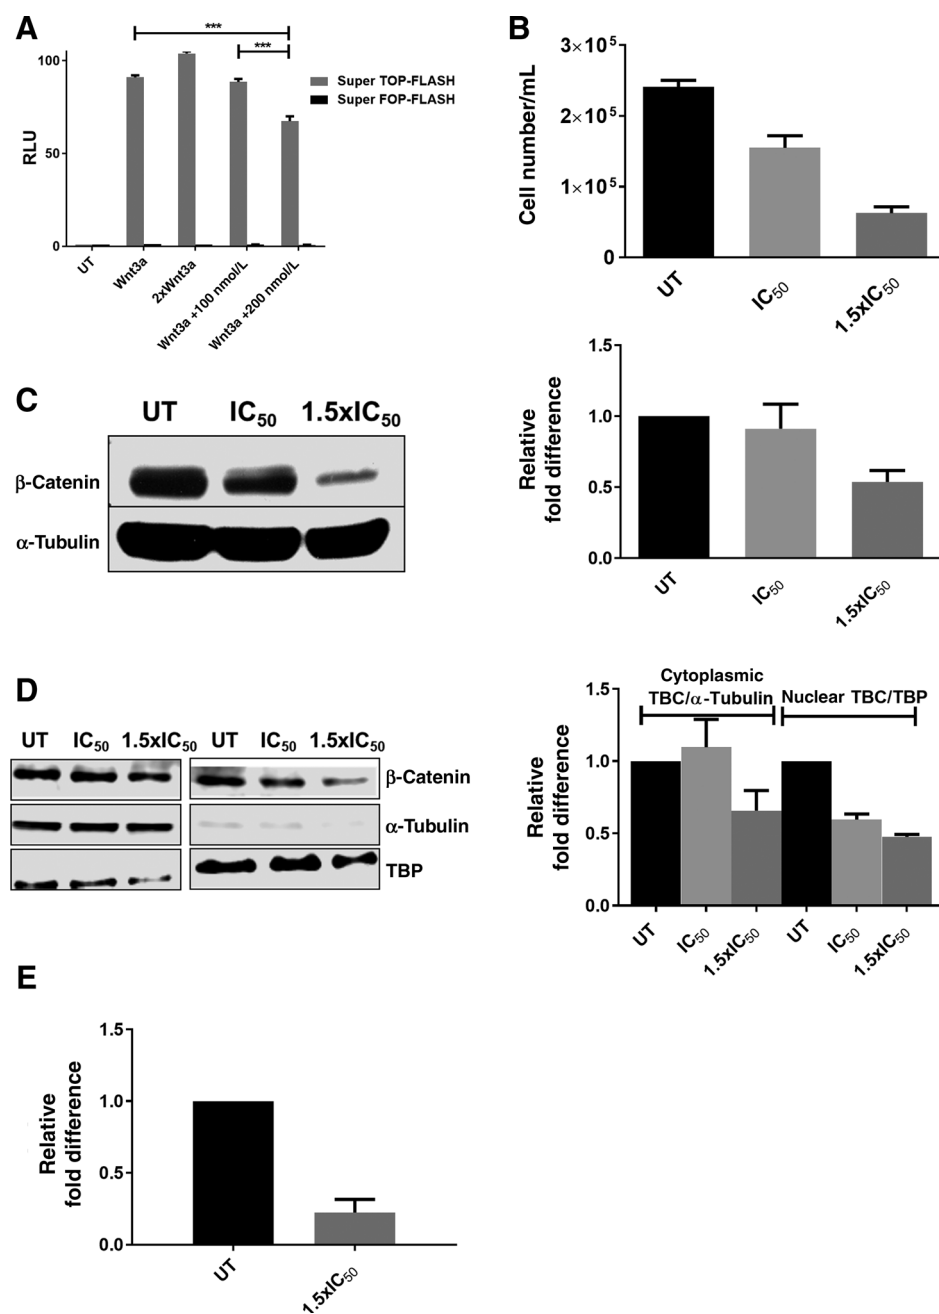 A
***
***
100
50
0
RLU
Super TOP-FLASH
Super FOP-FLASH
UT
Wnt3a
2xWnt3a
Wnt3a +100 nmol/L
Wnt3a +200 nmol/L
B
Cell number/mL
3×10⁵
2×10⁵
1×10⁵
0
UT
IC₅₀
1.5xIC₅₀
C
UT IC₅₀ 1.5xIC₅₀
β-Catenin
α-Tubulin
Relative
fold difference
1.5
1.0
0.5
0.0
UT
IC₅₀
1.5xIC₅₀
D
UT IC₅₀ 1.5xIC₅₀ UT IC₅₀ 1.5xIC₅₀
β-Catenin
α-Tubulin
TBP
Cytoplasmic
TBC/α-Tubulin Nuclear TBC/TBP
Relative
fold difference
1.5
1.0
0.5
0.0
UT
IC₅₀
1.5xIC₅₀
UT
IC₅₀
1.5xIC₅₀
E
Relative
fold difference
1.5
1.0
0.5
0.0
UT
1.5xIC₅₀